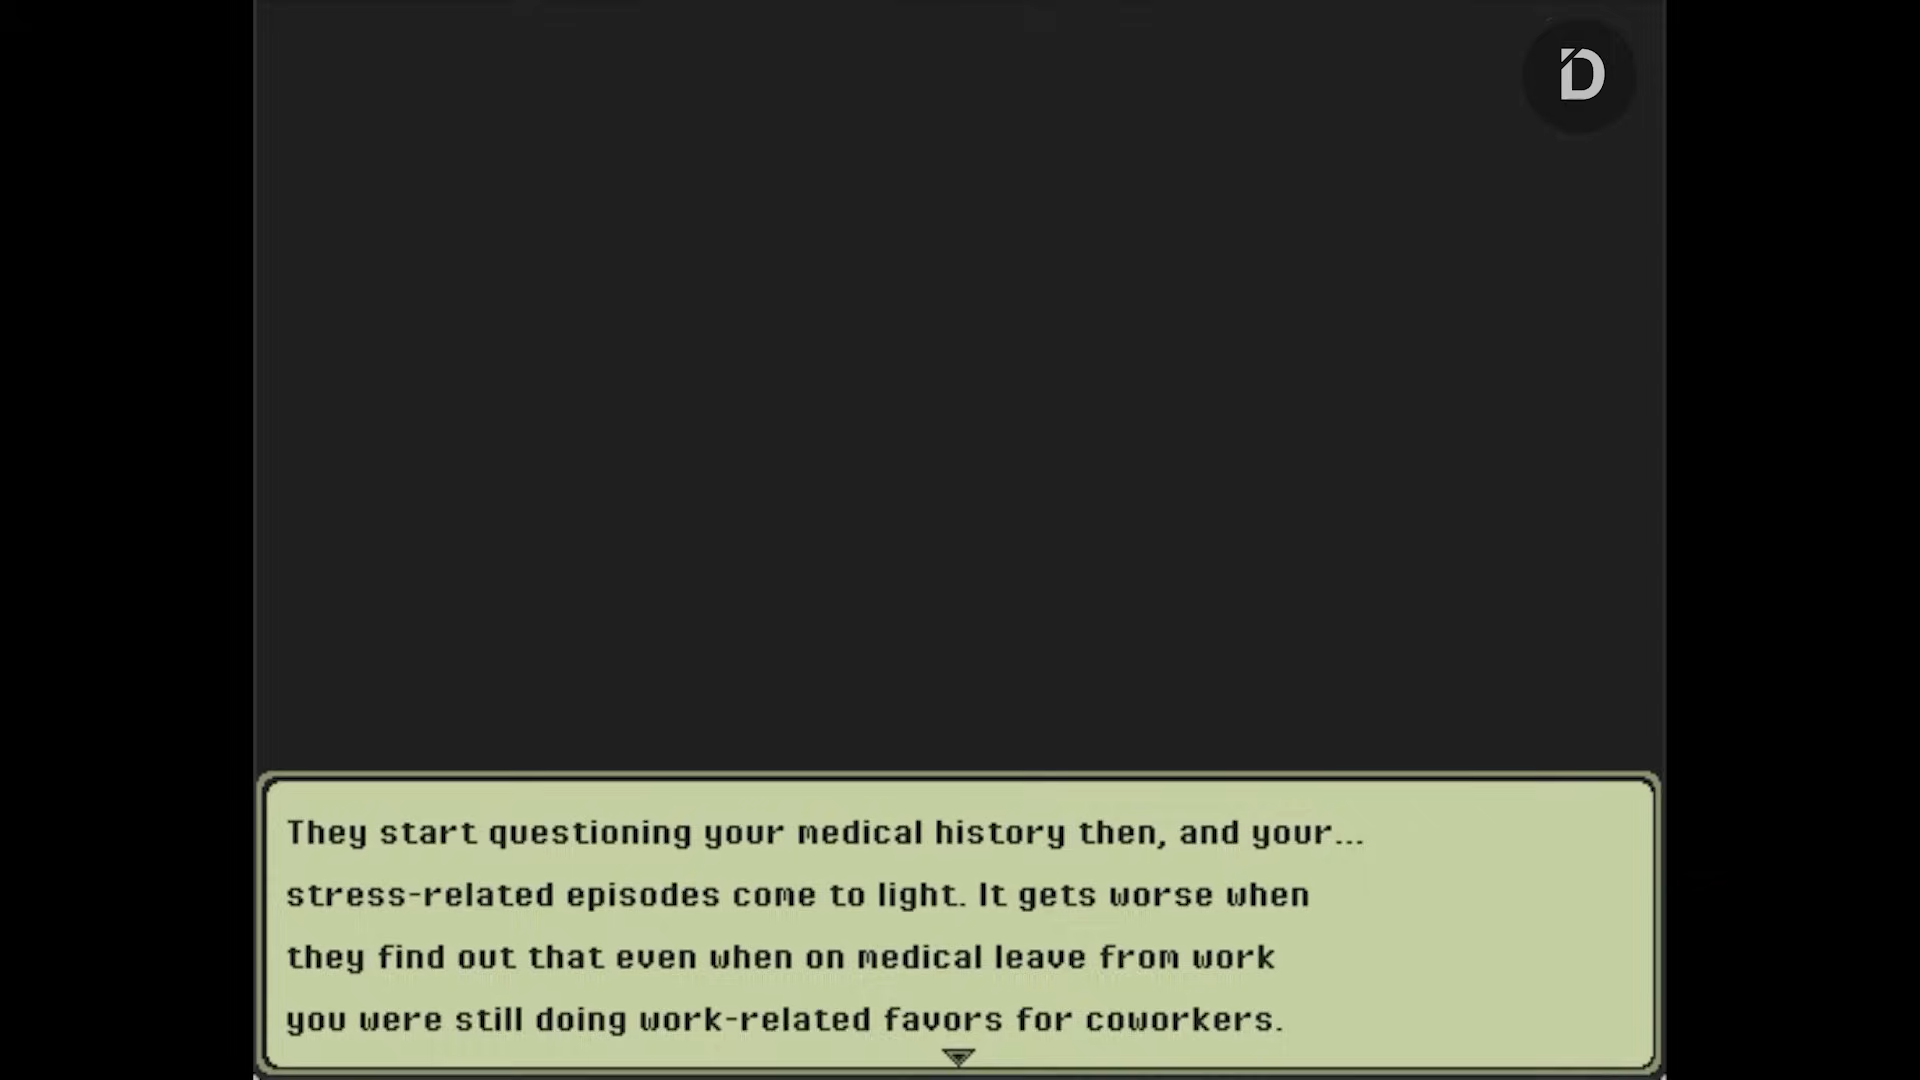 D
They start questioning your medical history then, and your...
stress-related episodes come to light. It gets worse when
they find out that even when on medical leave from work
you were still doing work-related favors for coworkers.